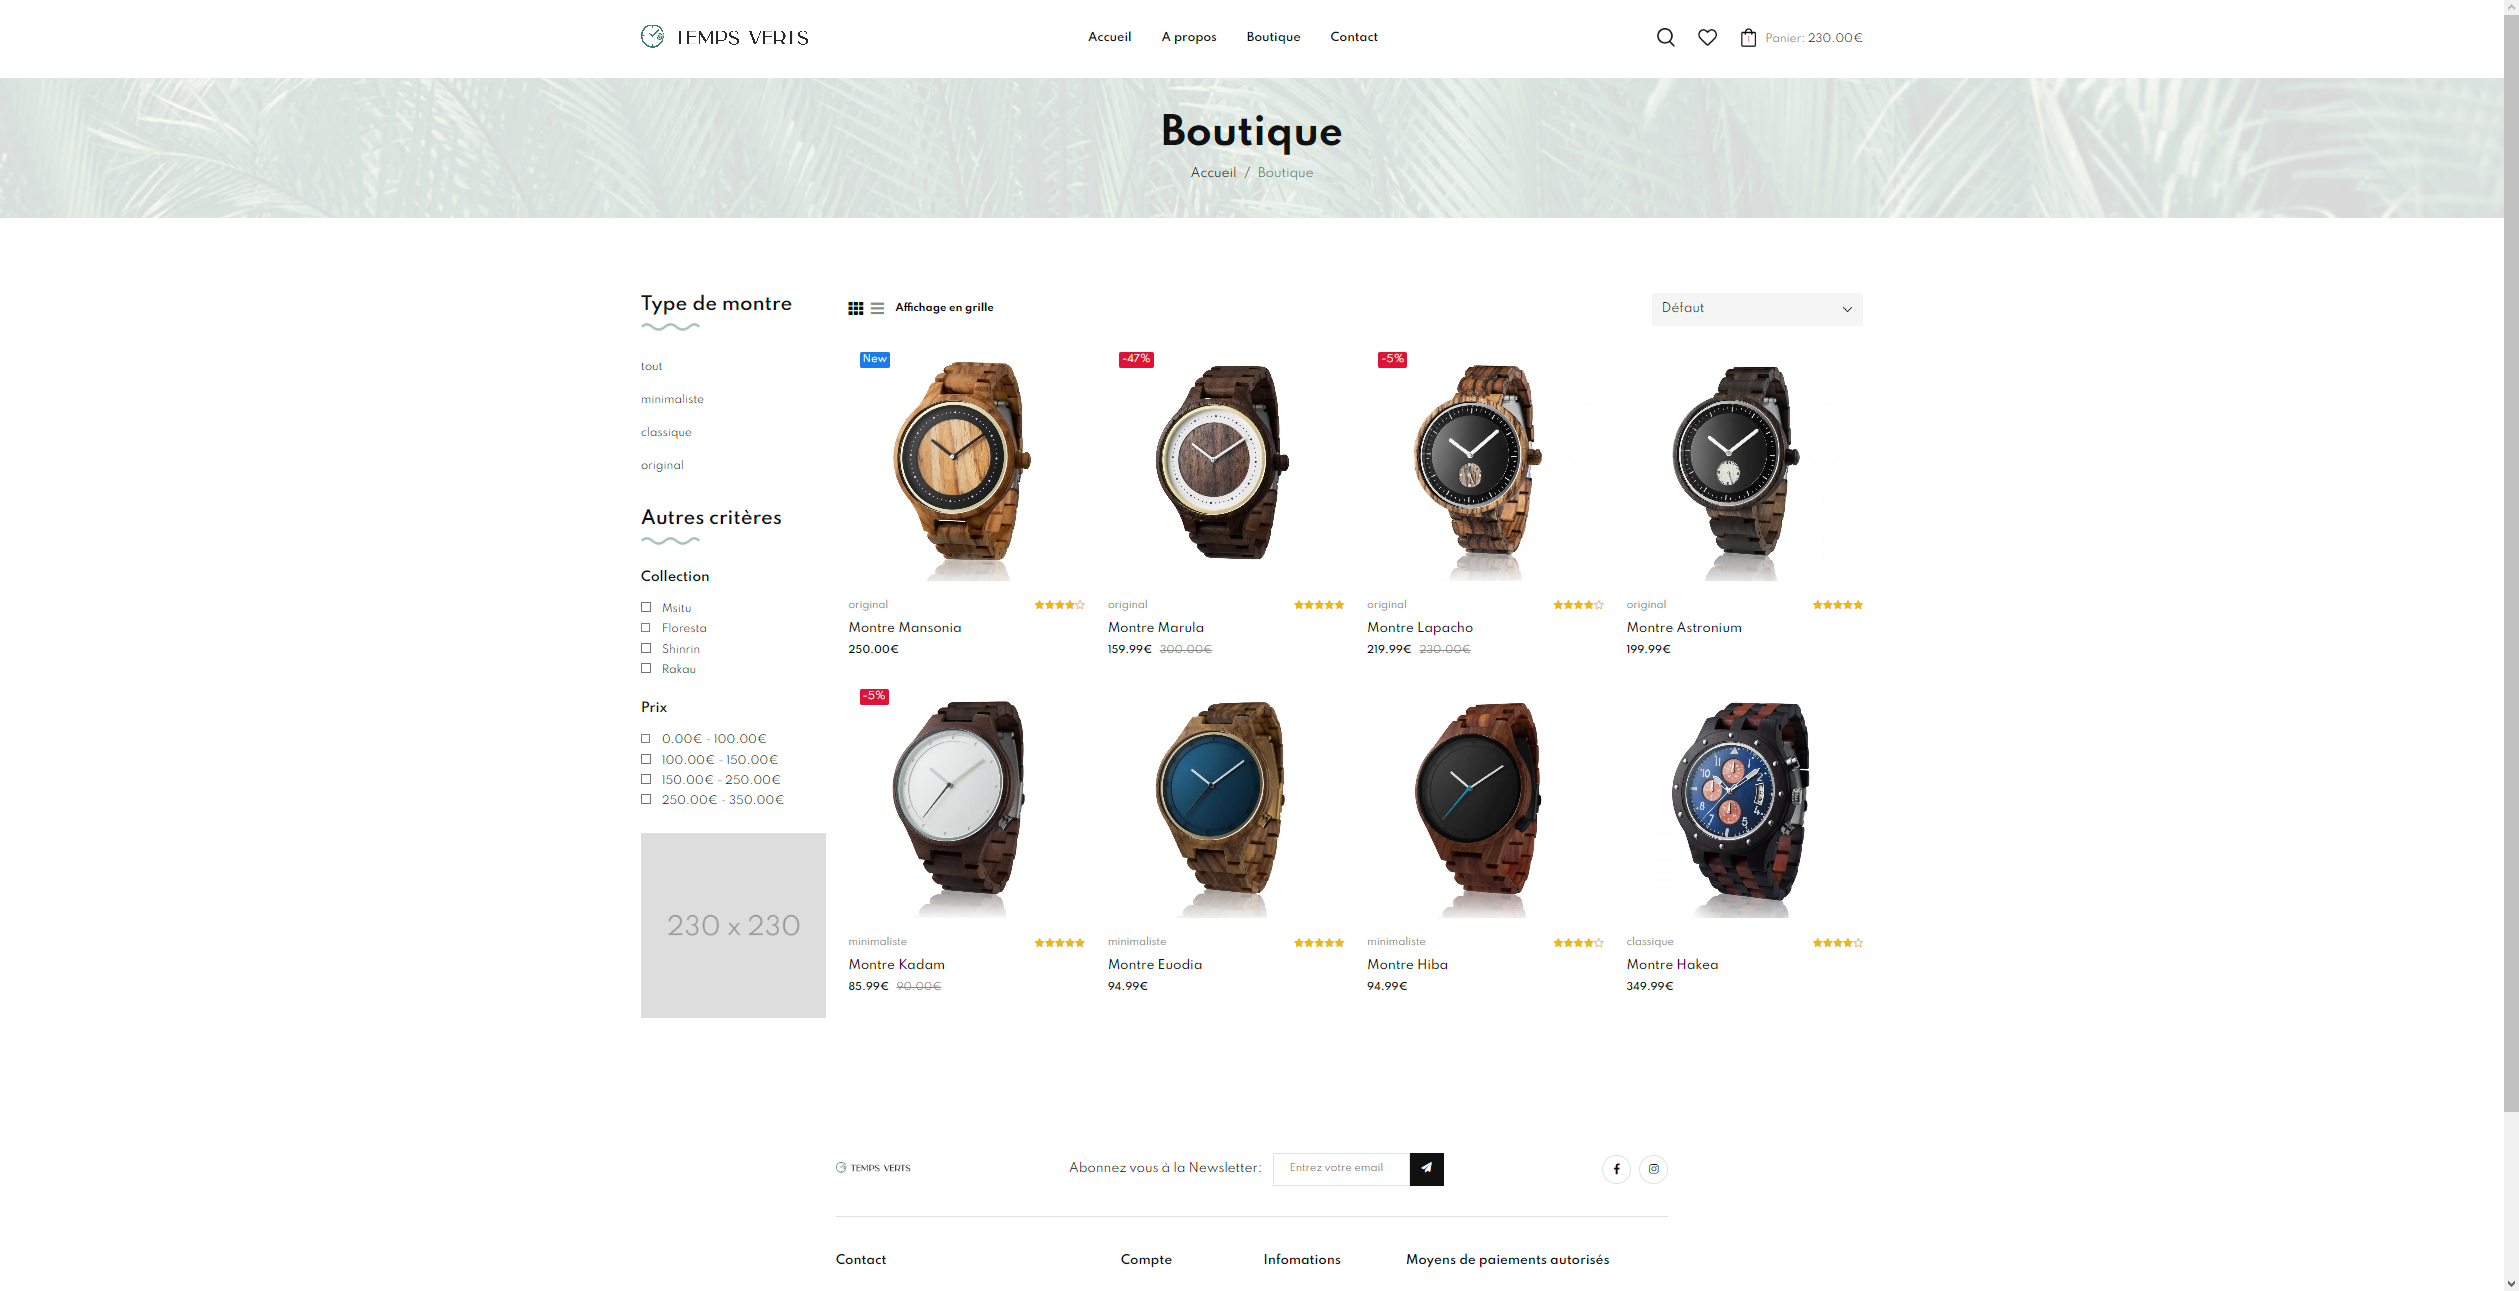 TEMPS VERTS
Accueil A propos Boutique Contact
Panier: 230.00€
Boutique
Accueil / Boutique
Type de montre
tout
minimaliste
classique
original
Autres critères
Collection
Msitu
Floresta
Shinrin
Rakau
Prix
0.00€ - 100.00€
100.00€ - 150.00€
150.00€ - 250.00€
250.00€ - 350.00€
230 x 230
Affichage en grille
Défaut
New
original
Montre Mansonia
250.00€
-47%
original
Montre Marula
159.99€ 300.00€
-5%
original
Montre Lapacho
219.99€ 230.00€
original
Montre Astronium
199.99€
-5%
minimaliste
Montre Kadam
85.99€ 90.00€
minimaliste
Montre Euodia
94.99€
minimaliste
Montre Hiba
94.99€
classique
Montre Hakea
349.99€
TEMPS VERTS
Abonnez vous à la Newsletter:
Entrez votre email
Contact
Compte
Infomations
Moyens de paiements autorisés